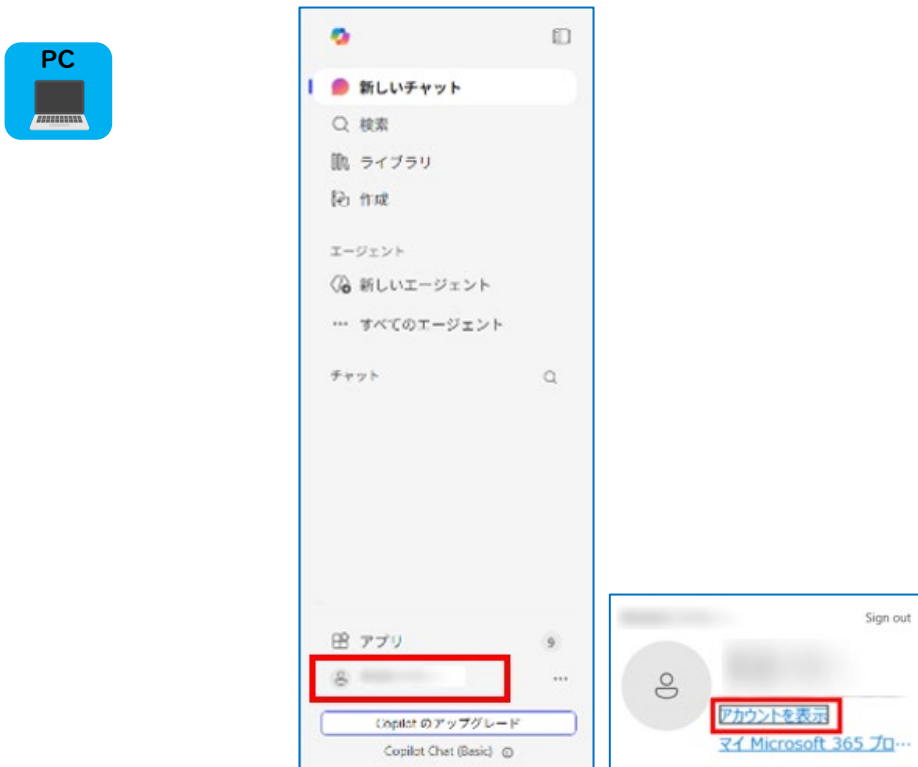 PC
新しいチャット
検索
ライブラリ
作成
エージェント
新しいエージェント
すべてのエージェント
チャット
アプリ
9
Copilot のアップグレード
Copilot Chat (Basic)
Sign out
アカウントを表示
マイ Microsoft 365 プロ…